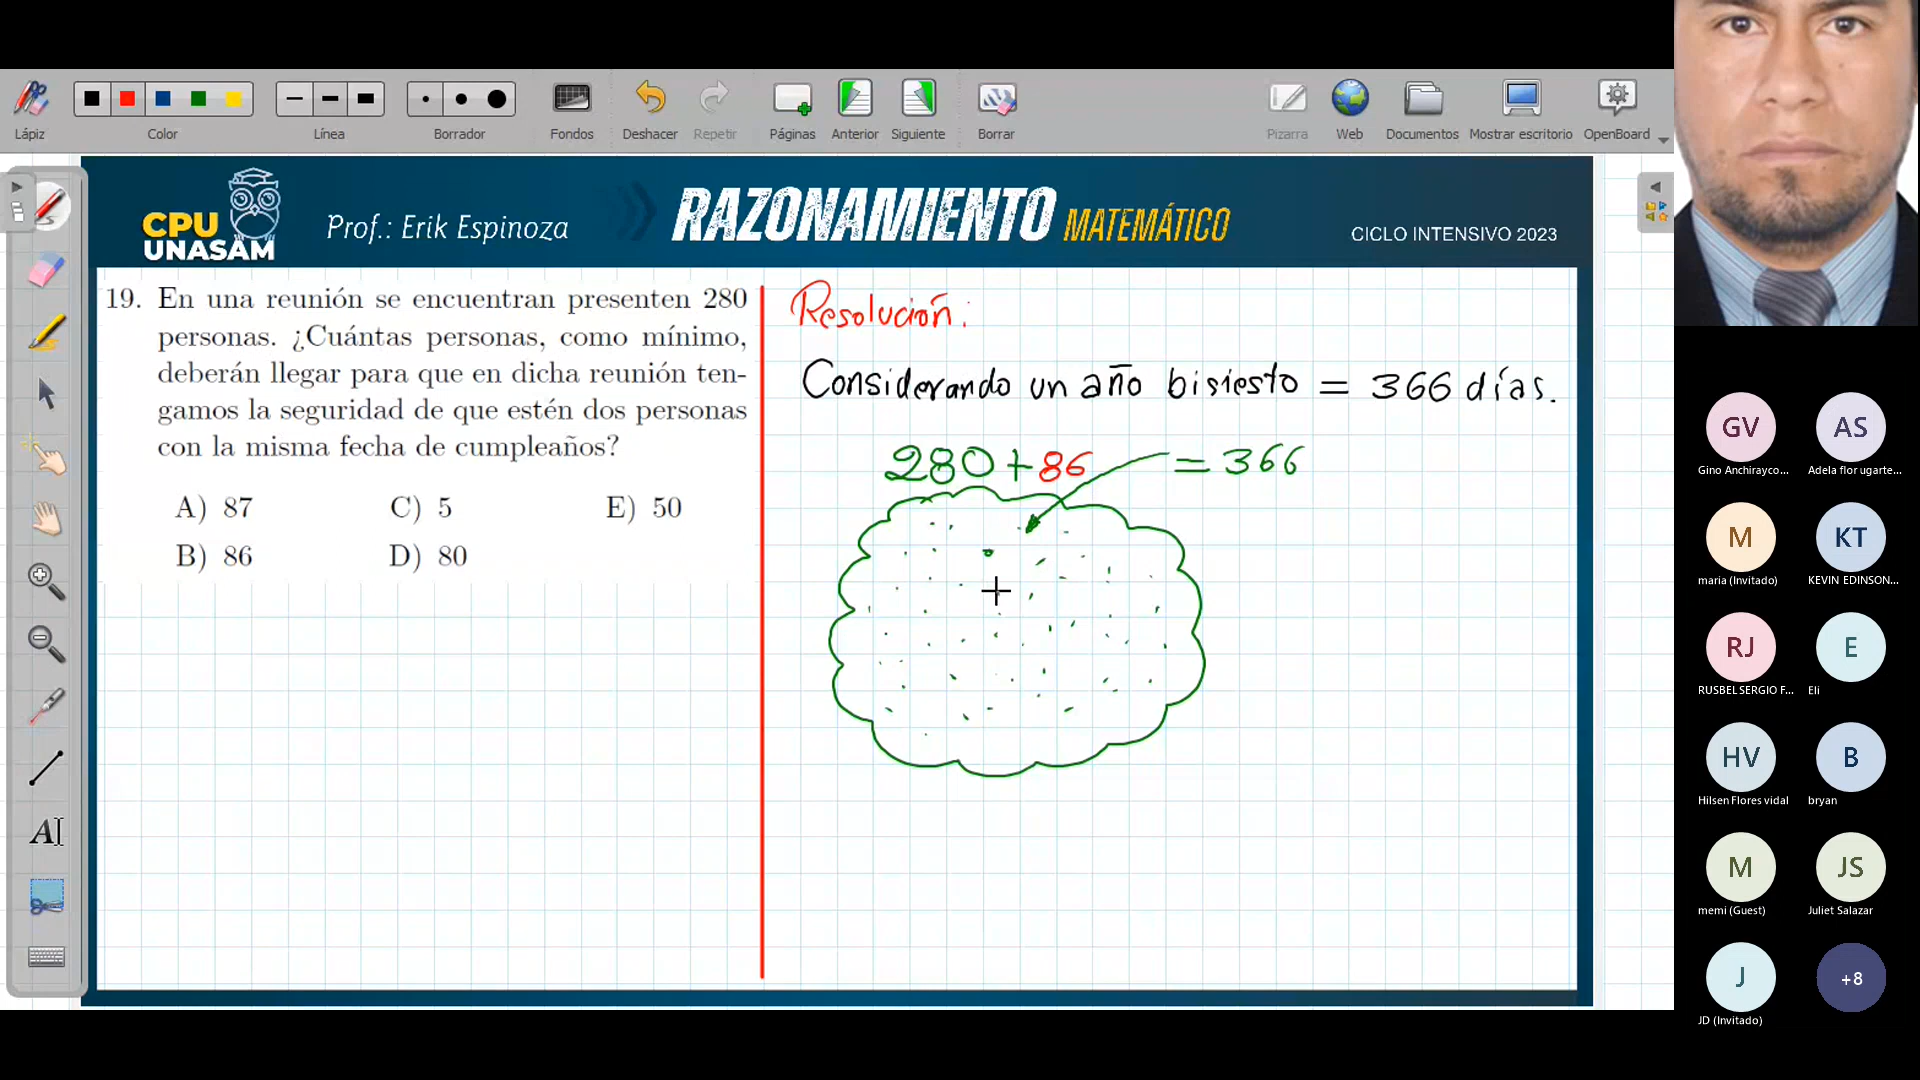 Lápiz
Color
Línea
Borrador
Fondos
Deshacer
Repetir
Páginas
Anterior
Siguiente
Borrar
Pizarra
Web
Documentos
Mostrar escritorio
OpenBoard
CPU
UNASAM
Prof.: Erik Espinoza
RAZONAMIENTO MATEMÁTICO
CICLO INTENSIVO 2023
19. En una reunión se encuentran presenten 280
personas. ¿Cuántas personas, como mínimo,
deberán llegar para que en dicha reunión ten-
gamos la seguridad de que estén dos personas
con la misma fecha de cumpleaños?
A) 87 C) 5 E) 50
B) 86 D) 80
Resolución:
Considerando un año bisiesto = 366 días.
280+86 = 366
GV
Gino Anchirayco...
AS
Adela flor ugarte...
M
maria (Invitado)
KT
KEVIN EDINSON...
RJ
RUSBEL SERGIO F...
E
Eli
HV
Hilsen Flores vidal
B
bryan
M
memi (Guest)
JS
Juliet Salazar
J
JD (Invitado)
+8